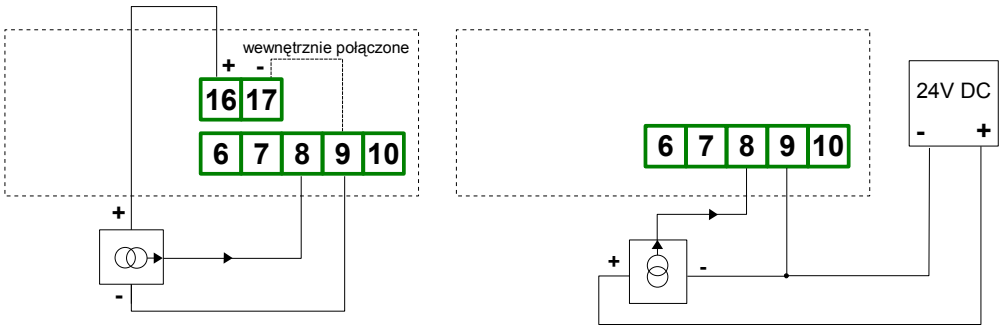 wewnętrznie połączone
+ -
16 17
6 7 8 9 10
+
-
24V DC
- +
6 7 8 9 10
+ -